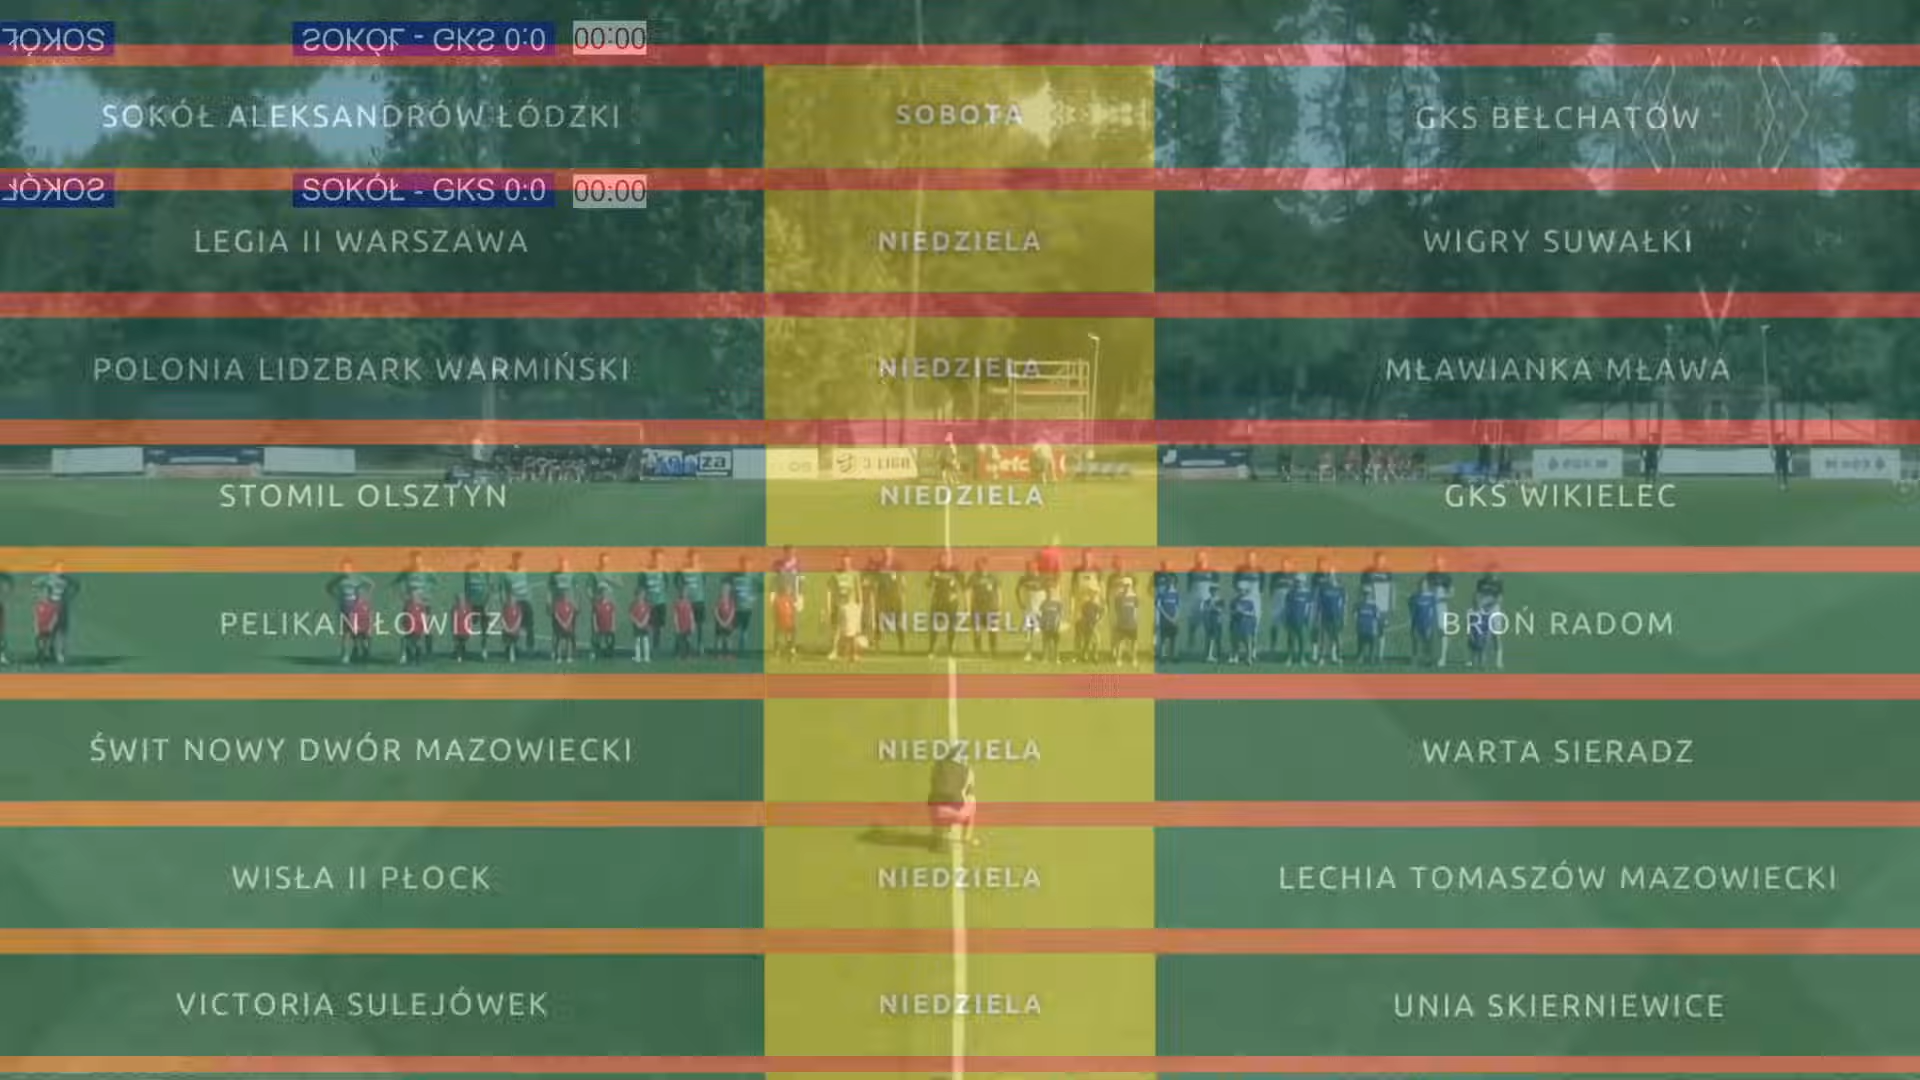 SOKÓŁ SOKÓŁ - GKS 0:0 00:00
SOKÓŁ ALEKSANDRÓW ŁÓDZKI SOBOTA GKS BEŁCHATÓW
SOKÓŁ SOKÓŁ - GKS 0:0 00:00
LEGIA II WARSZAWA NIEDZIELA WIGRY SUWAŁKI
POLONIA LIDZBARK WARMIŃSKI NIEDZIELA MŁAWIANKA MŁAWA
3 LIGA
STOMIL OLSZTYN NIEDZIELA GKS WIKIELEC
PELIKAN ŁOWICZ NIEDZIELA BROŃ RADOM
ŚWIT NOWY DWÓR MAZOWIECKI NIEDZIELA WARTA SIERADZ
WISŁA II PŁOCK NIEDZIELA LECHIA TOMASZÓW MAZOWIECKI
VICTORIA SULEJÓWEK NIEDZIELA UNIA SKIERNIEWICE